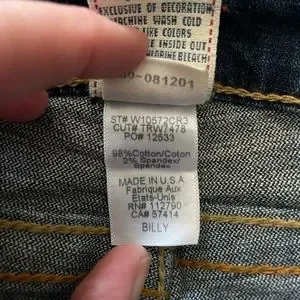 EXCLUSIVE OF DECORATION
MACHINE WASH COLD
LIKE COLORS
INSIDE OUT
BLEACH
-081201
ST# W10572CR3
CUT# TRW7478
PO# 12533
98%Cotton/Coton
2% Spandex/
Spandex
MADE IN U.S.A.
Fabrique Aux
Etats-Unis
RN# 112790
CA# 57414
BILLY